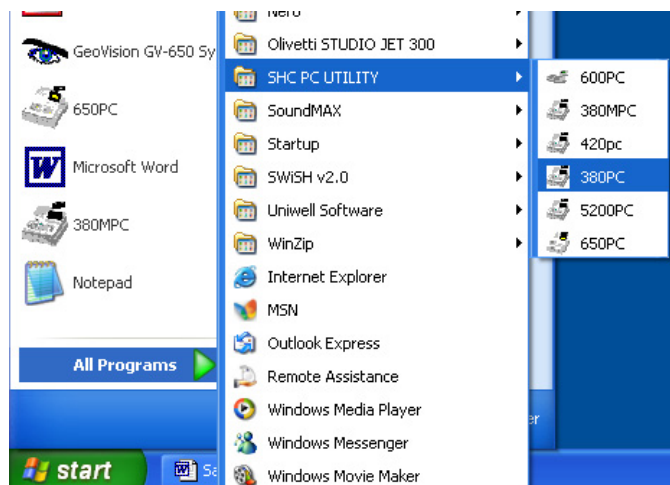 GeoVision GV-650 Sy
650PC
Microsoft Word
380MPC
Notepad
All Programs
start
Nero
Olivetti STUDIO JET 300
SHC PC UTILITY
SoundMAX
Startup
SWiSH v2.0
Uniwell Software
WinZip
Internet Explorer
MSN
Outlook Express
Remote Assistance
Windows Media Player
Windows Messenger
Windows Movie Maker
600PC
380MPC
420pc
380PC
5200PC
650PC